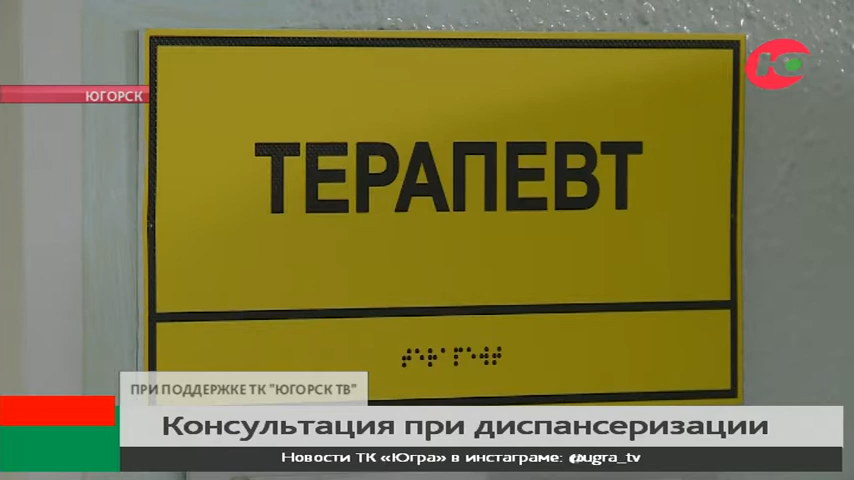 ЮГОРСК
ТЕРАПЕВТ
⠞⠑⠗⠁⠏⠑⠺⠞
ПРИ ПОДДЕРЖКЕ ТК "ЮГОРСК ТВ"
Консультация при диспансеризации
Новости ТК «Югра» в инстаграме: @ugra_tv